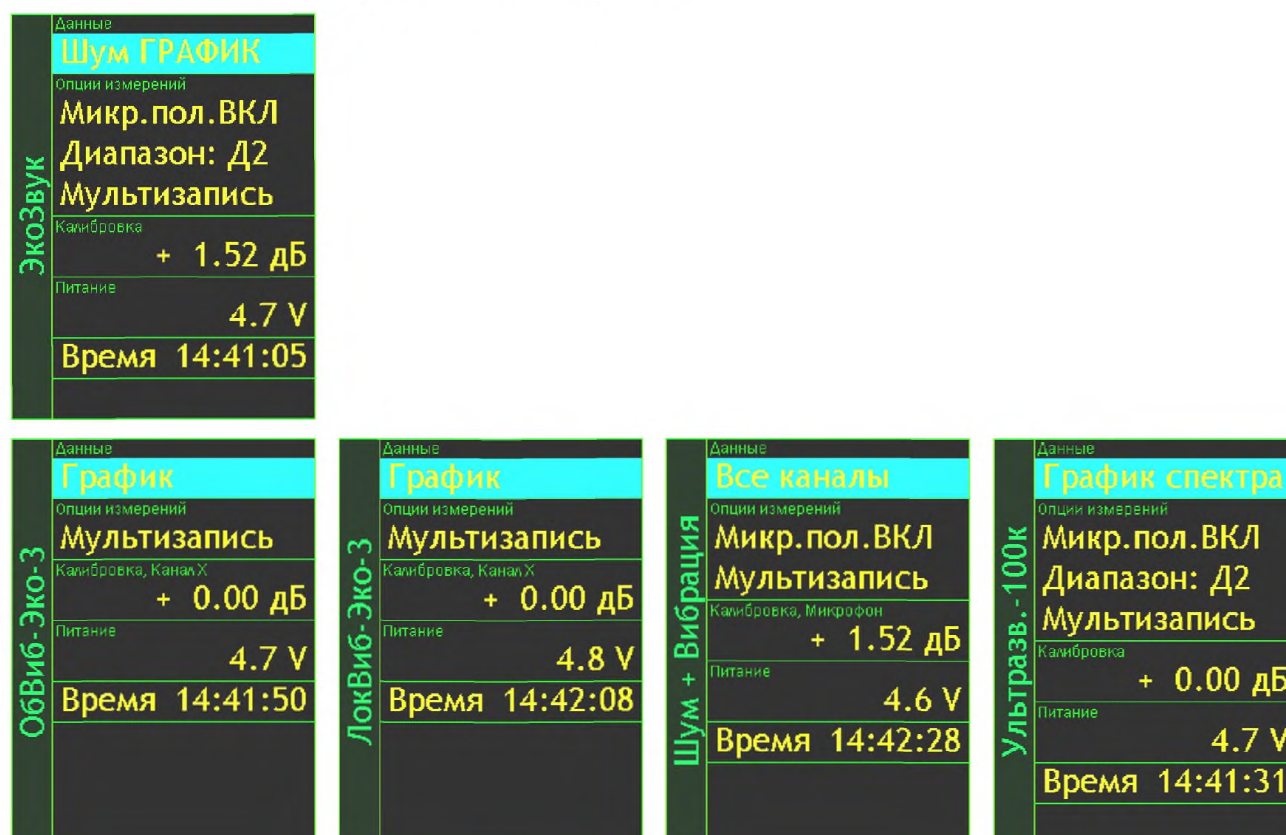 ЭкоЗвук
Данные
Шум ГРАФИК
Опции измерений
Микр.пол.ВКЛ
Диапазон: Д2
Мультизапись
Калибровка
+ 1.52 дБ
Питание
4.7 V
Время 14:41:05
ОбВиб-Эко-3
Данные
График
Опции измерений
Мультизапись
Калибровка, Канал X
+ 0.00 дБ
Питание
4.7 V
Время 14:41:50
ЛокВиб-Эко-3
Данные
График
Опции измерений
Мультизапись
Калибровка, Канал X
+ 0.00 дБ
Питание
4.8 V
Время 14:42:08
Шум + Вибрация
Данные
Все каналы
Опции измерений
Микр.пол.ВКЛ
Мультизапись
Калибровка, Микрофон
+ 1.52 дБ
Питание
4.6 V
Время 14:42:28
Ультразв.-100к
Данные
График спектра
Опции измерений
Микр.пол.ВКЛ
Диапазон: Д2
Мультизапись
Калибровка
+ 0.00 дБ
Питание
4.7 V
Время 14:41:31